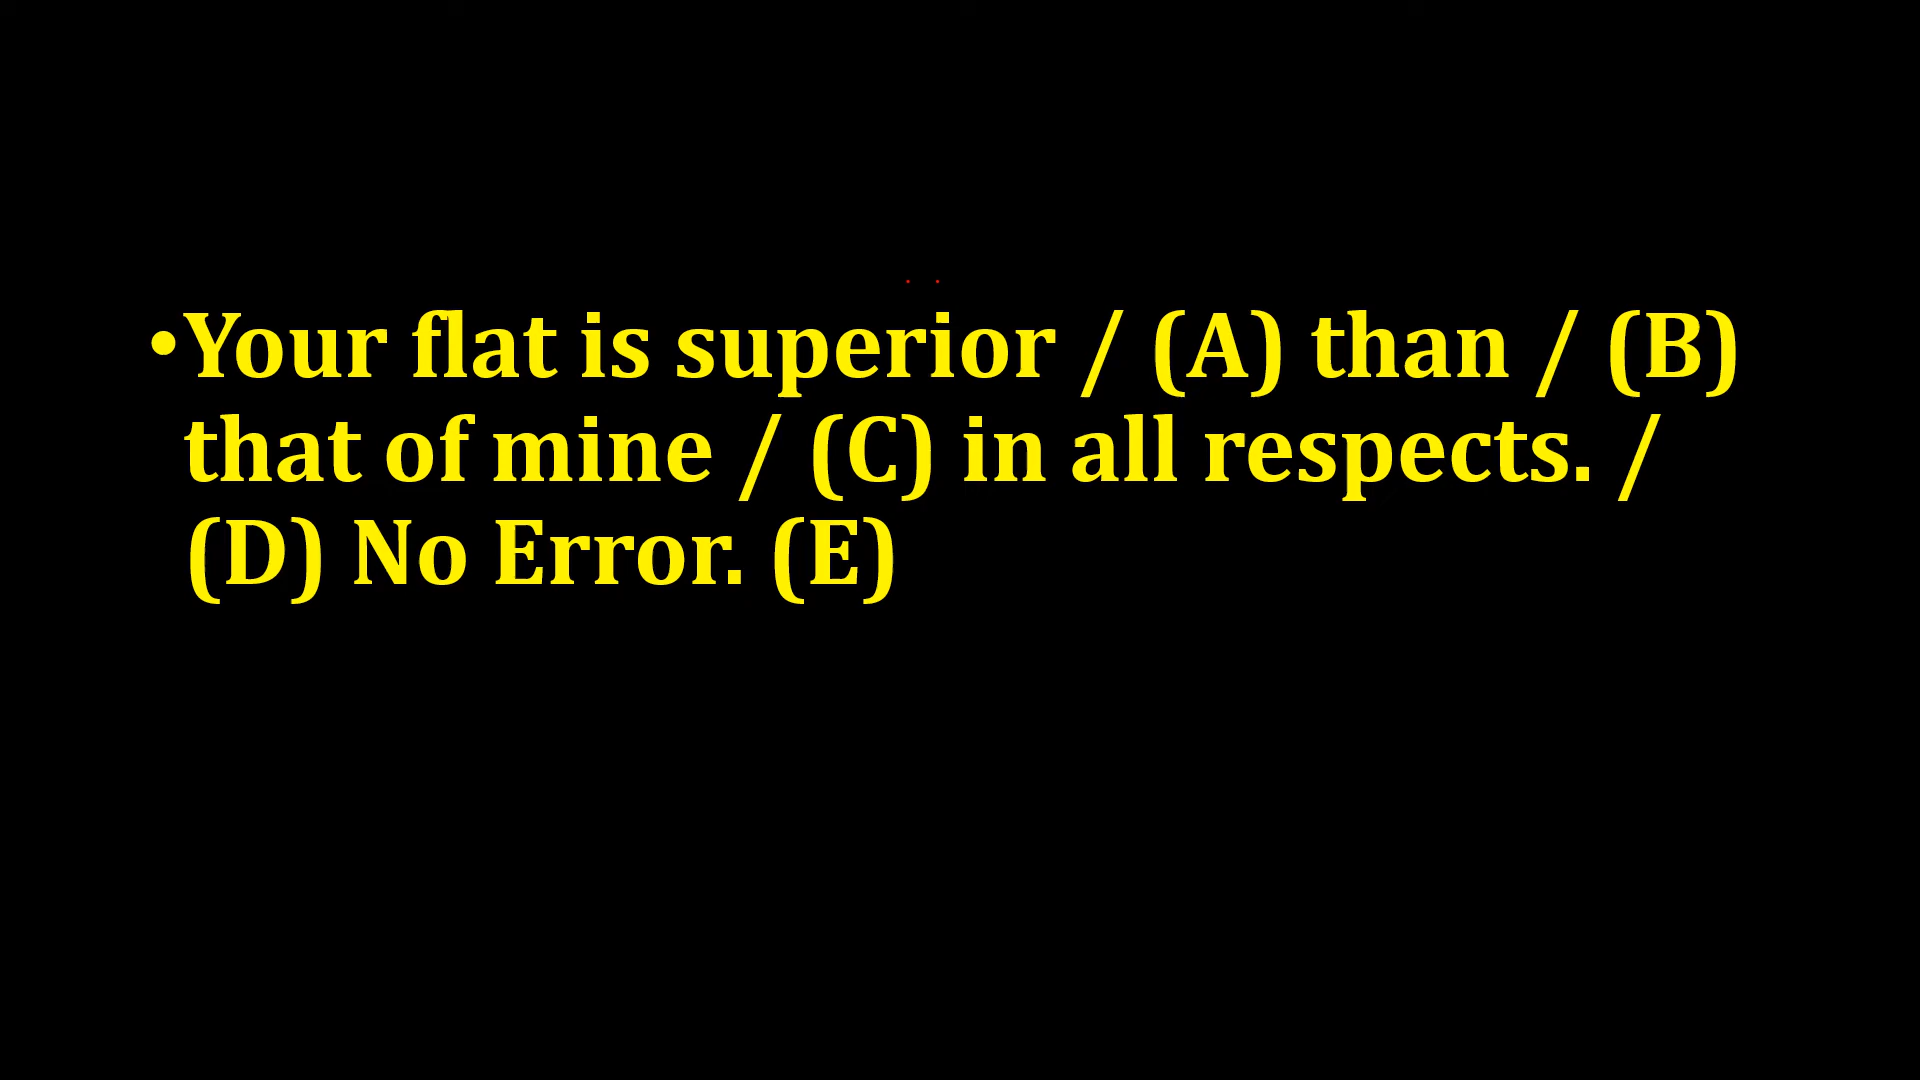 •Your flat is superior / (A) than / (B)
that of mine / (C) in all respects. /
(D) No Error. (E)